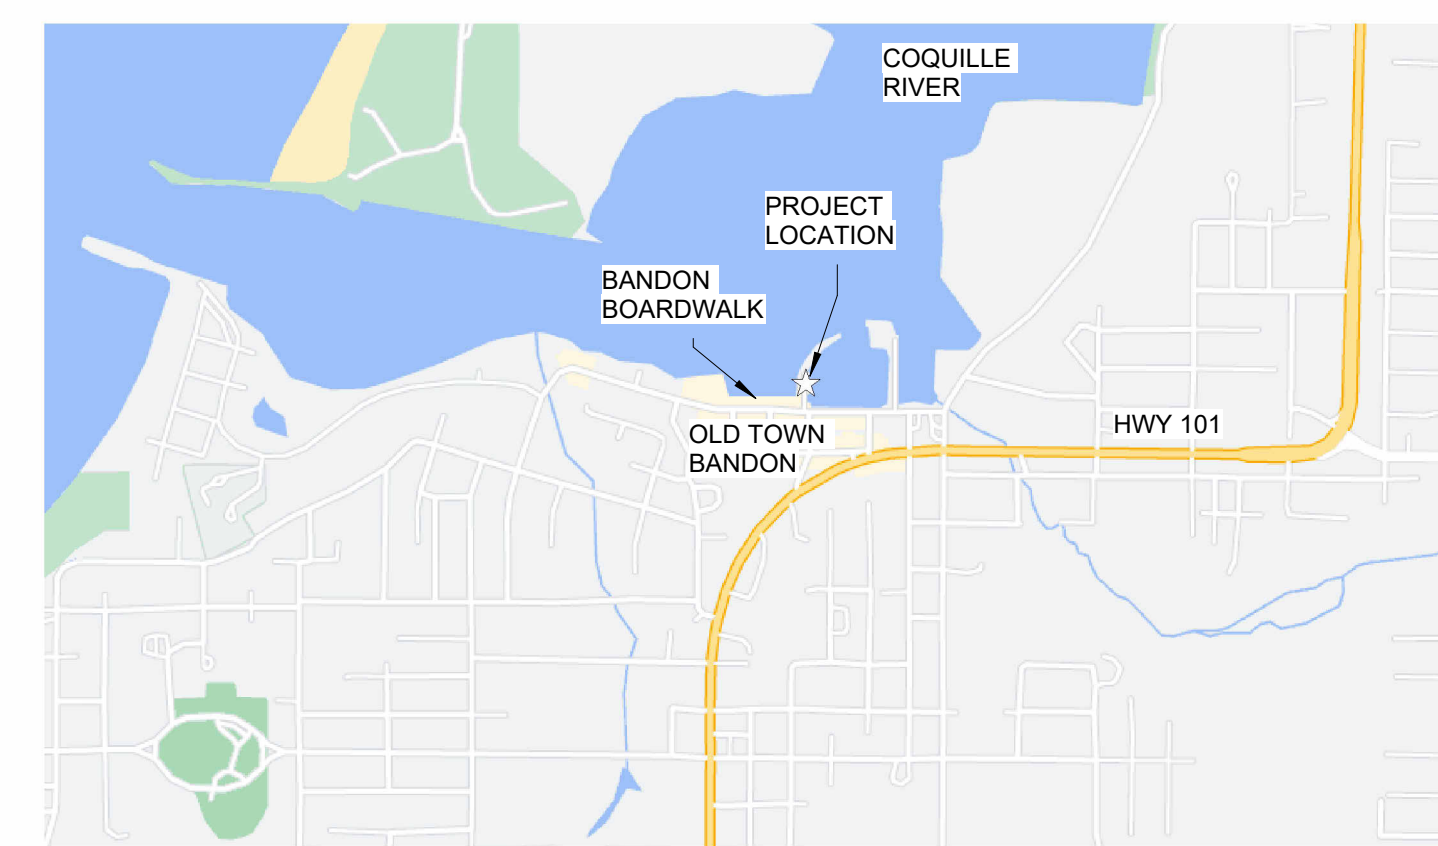 COQUILLE
RIVER
PROJECT
LOCATION
BANDON
BOARDWALK
HWY 101
OLD TOWN
BANDON